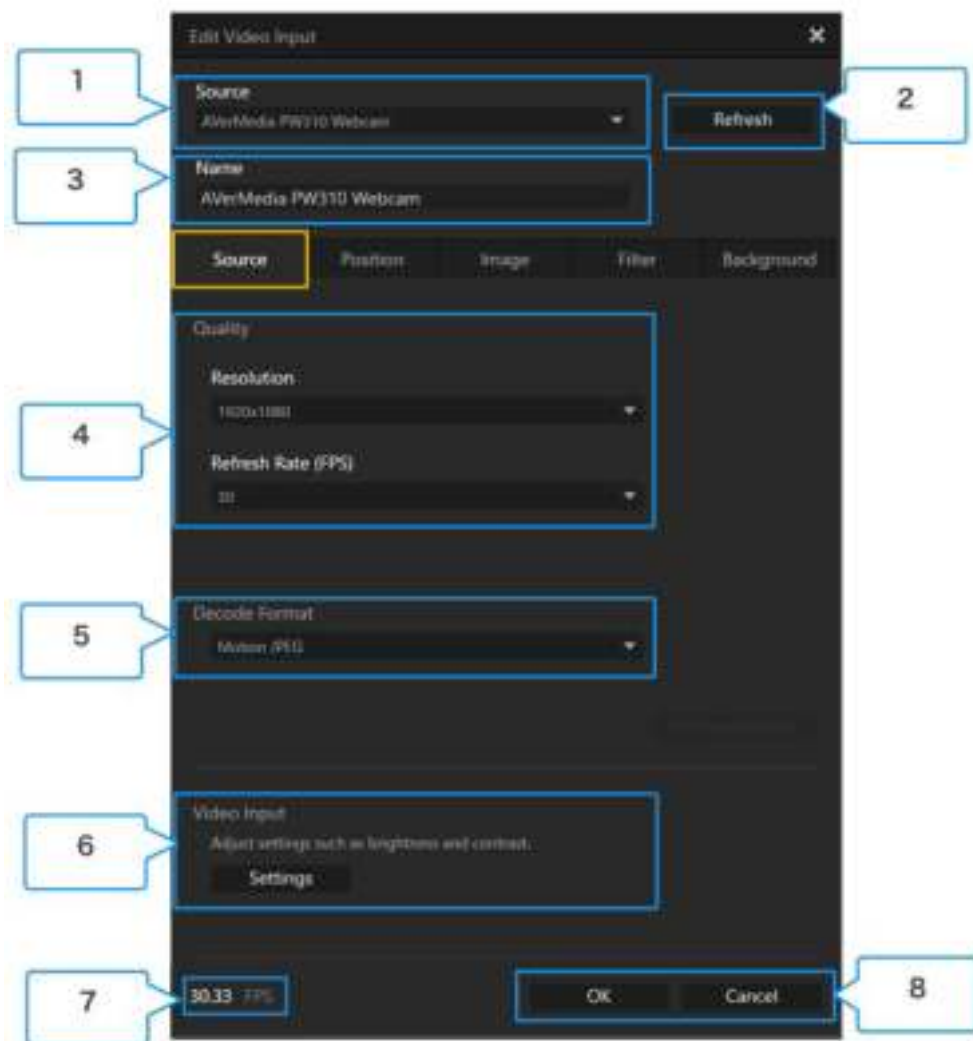 Edit Video Input
1
Source
AVerMedia PW310 Webcam
2
Refresh
3
Name
AVerMedia PW310 Webcam
Source Position Image Filter Background
4
Quality
Resolution
1920x1080
Refresh Rate (FPS)
30
5
Decode Format
Motion JPEG
6
Video Input
Adjust settings such as brightness and contrast.
Settings
7
30.33 FPS
OK Cancel
8